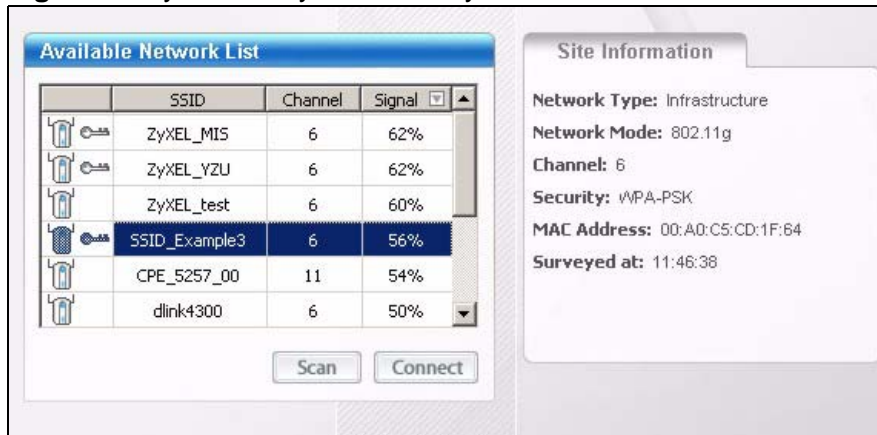 Available Network List
SSID Channel Signal
ZyXEL_MIS 6 62%
ZyXEL_YZU 6 62%
ZyXEL_test 6 60%
SSID_Example3 6 56%
CPE_5257_00 11 54%
dlink4300 6 50%
Scan Connect
Site Information
Network Type: Infrastructure
Network Mode: 802.11g
Channel: 6
Security: WPA-PSK
MAC Address: 00:A0:C5:CD:1F:64
Surveyed at: 11:46:38